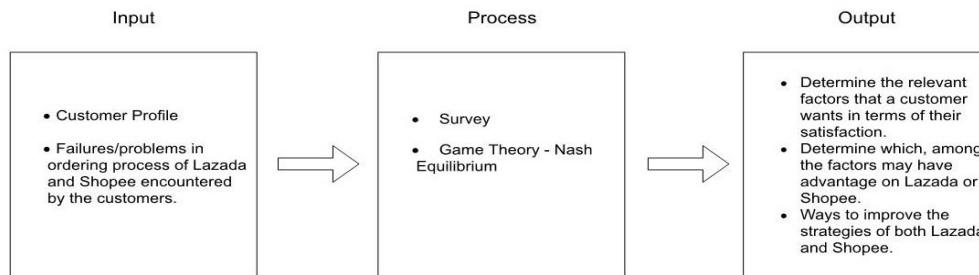 Input
Process
Output
• Customer Profile
• Failures/problems in
ordering process of Lazada
and Shopee encountered
by the customers.
• Survey
• Game Theory - Nash
Equilibrium
• Determine the relevant
factors that a customer
wants in terms of their
satisfaction.
• Determine which, among
the factors may have
advantage on Lazada or
Shopee.
• Ways to improve the
strategies of both Lazada
and Shopee.